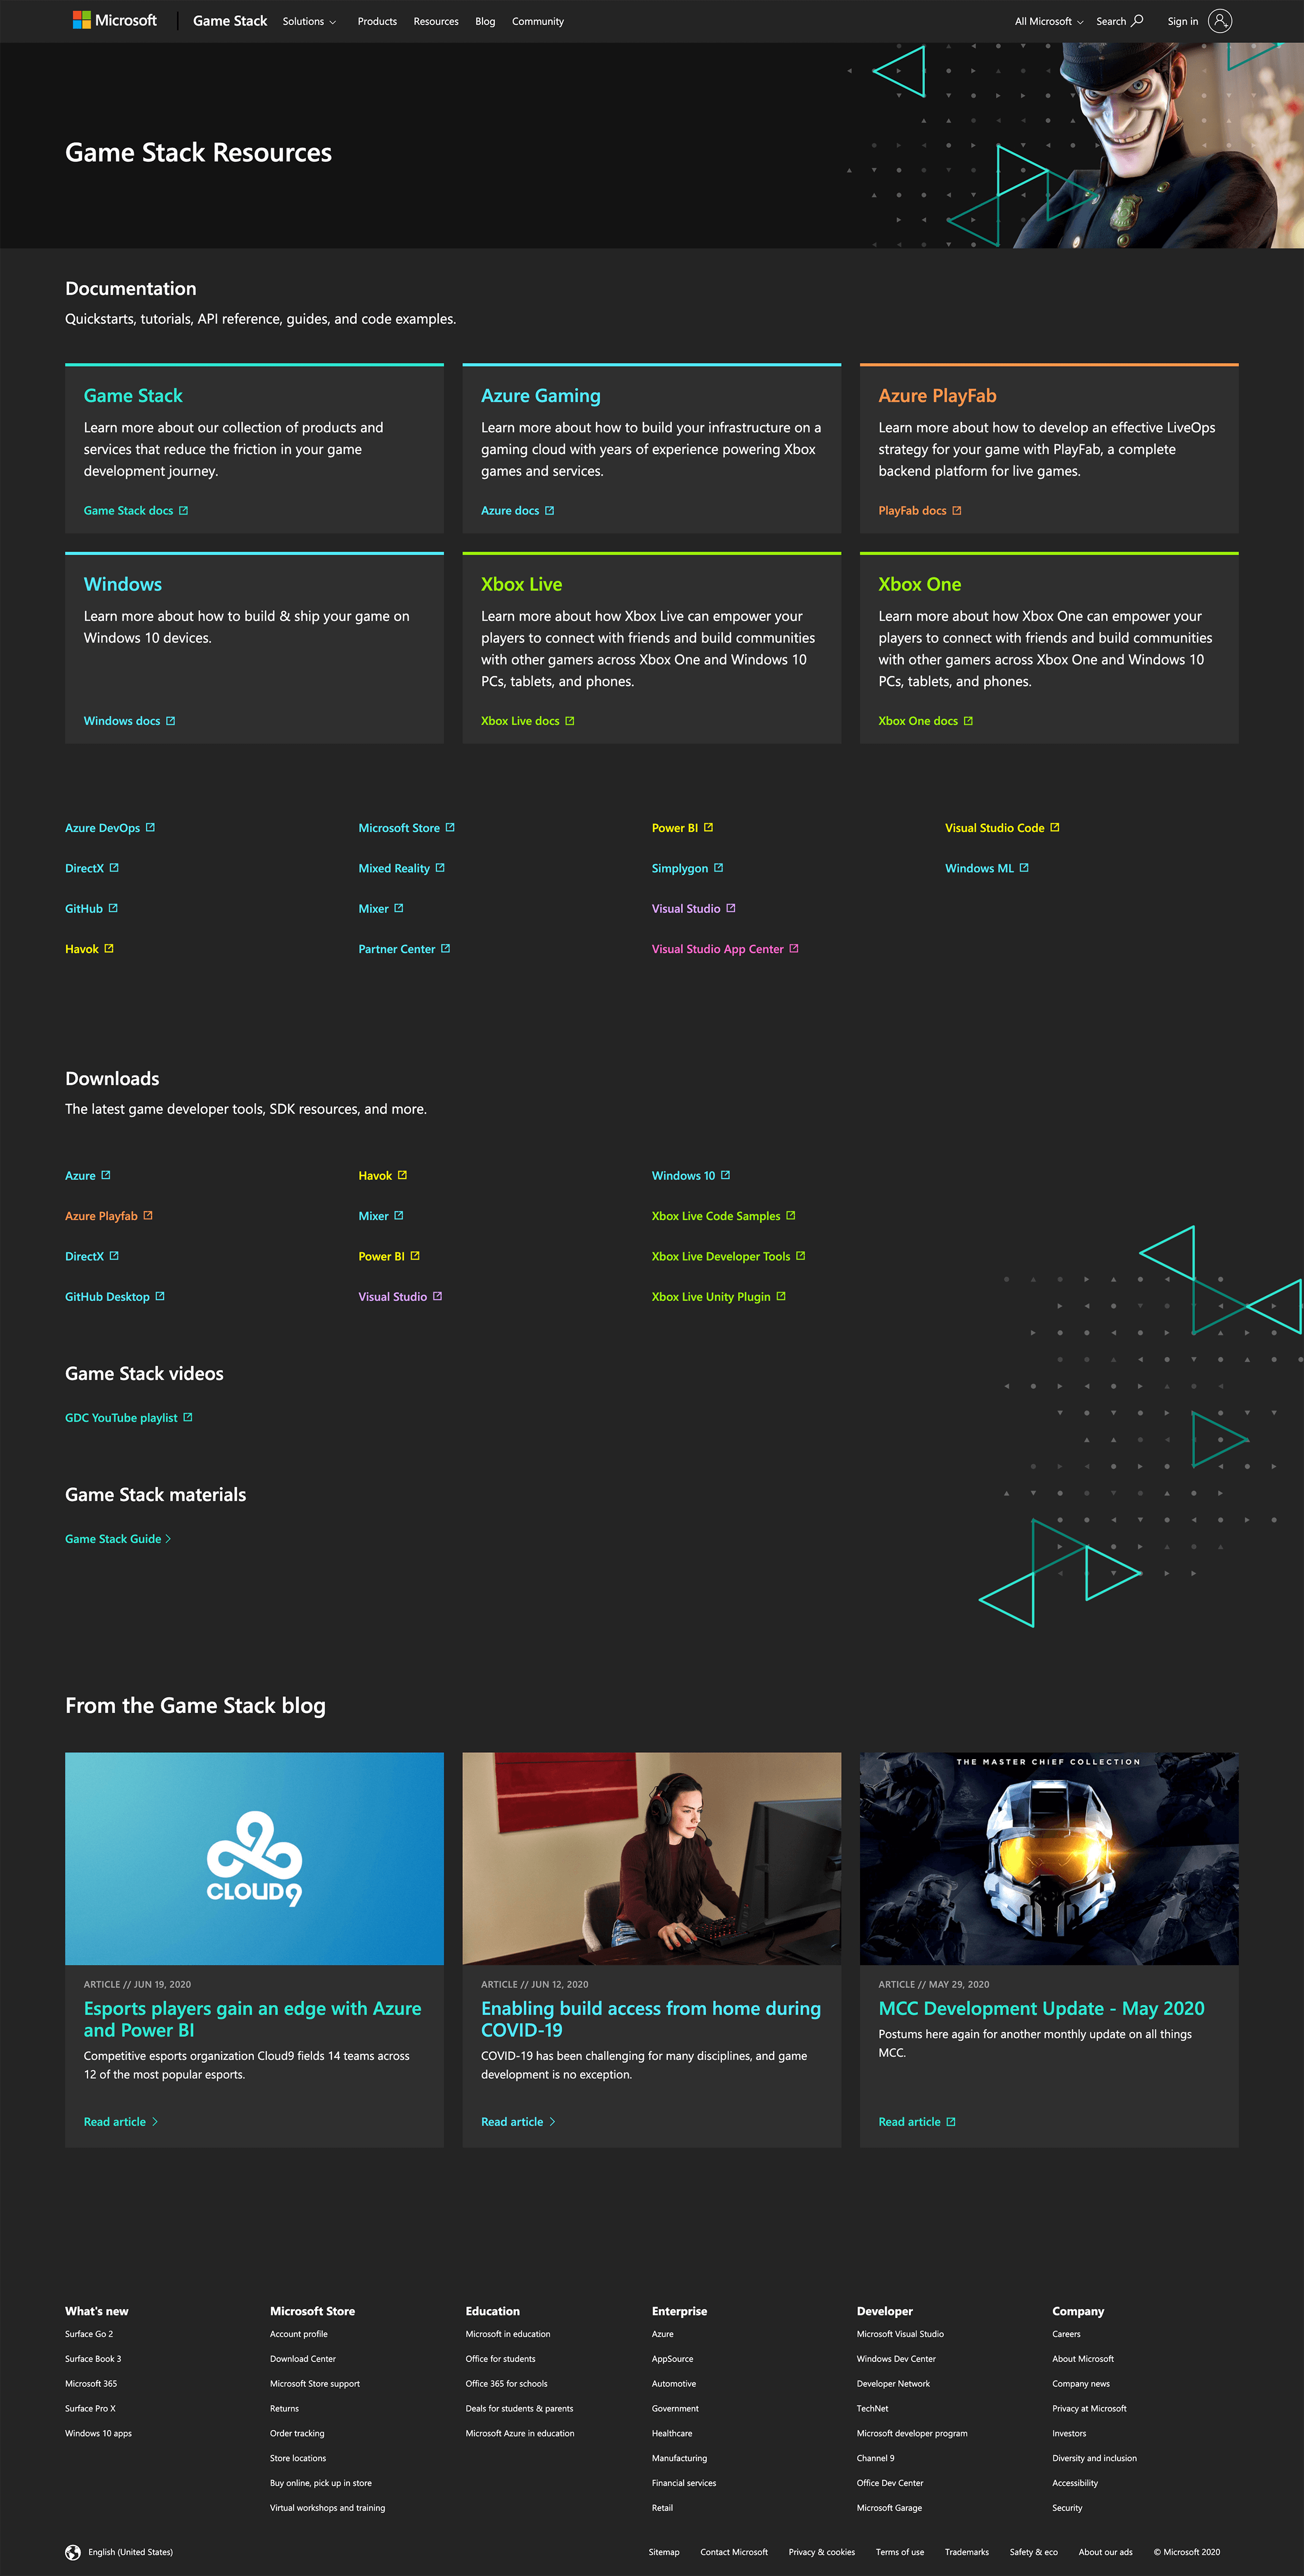 Microsoft
Game Stack
Solutions
Products
Resources
Blog
Community
All Microsoft
Search
Sign in
Game Stack Resources
Documentation
Quickstarts, tutorials, API reference, guides, and code examples.
Game Stack
Learn more about our collection of products and
services that reduce the friction in your game
development journey.
Game Stack docs
Azure Gaming
Learn more about how to build your infrastructure on a
gaming cloud with years of experience powering Xbox
games and services.
Azure docs
Azure PlayFab
Learn more about how to develop an effective LiveOps
strategy for your game with PlayFab, a complete
backend platform for live games.
PlayFab docs
Windows
Learn more about how to build & ship your game on
Windows 10 devices.
Windows docs
Xbox Live
Learn more about how Xbox Live can empower your
players to connect with friends and build communities
with other gamers across Xbox One and Windows 10
PCs, tablets, and phones.
Xbox Live docs
Xbox One
Learn more about how Xbox One can empower your
players to connect with friends and build communities
with other gamers across Xbox One and Windows 10
PCs, tablets, and phones.
Xbox One docs
Azure DevOps
DirectX
GitHub
Havok
Microsoft Store
Mixed Reality
Mixer
Partner Center
Power BI
Simplygon
Visual Studio
Visual Studio App Center
Visual Studio Code
Windows ML
Downloads
The latest game developer tools, SDK resources, and more.
Azure
Azure Playfab
DirectX
GitHub Desktop
Havok
Mixer
Power BI
Visual Studio
Windows 10
Xbox Live Code Samples
Xbox Live Developer Tools
Xbox Live Unity Plugin
Game Stack videos
GDC YouTube playlist
Game Stack materials
Game Stack Guide
From the Game Stack blog
CLOUD9
ARTICLE // JUN 19, 2020
Esports players gain an edge with Azure
and Power BI
Competitive esports organization Cloud9 fields 14 teams across
12 of the most popular esports.
Read article
ARTICLE // JUN 12, 2020
Enabling build access from home during
COVID-19
COVID-19 has been challenging for many disciplines, and game
development is no exception.
Read article
THE MASTER CHIEF COLLECTION
ARTICLE // MAY 29, 2020
MCC Development Update - May 2020
Postums here again for another monthly update on all things
MCC.
Read article
What's new
Surface Go 2
Surface Book 3
Microsoft 365
Surface Pro X
Windows 10 apps
Microsoft Store
Account profile
Download Center
Microsoft Store support
Returns
Order tracking
Store locations
Buy online, pick up in store
Virtual workshops and training
Education
Microsoft in education
Office for students
Office 365 for schools
Deals for students & parents
Microsoft Azure in education
Enterprise
Azure
AppSource
Automotive
Government
Healthcare
Manufacturing
Financial services
Retail
Developer
Microsoft Visual Studio
Windows Dev Center
Developer Network
TechNet
Microsoft developer program
Channel 9
Office Dev Center
Microsoft Garage
Company
Careers
About Microsoft
Company news
Privacy at Microsoft
Investors
Diversity and inclusion
Accessibility
Security
English (United States)
Sitemap
Contact Microsoft
Privacy & cookies
Terms of use
Trademarks
Safety & eco
About our ads
© Microsoft 2020